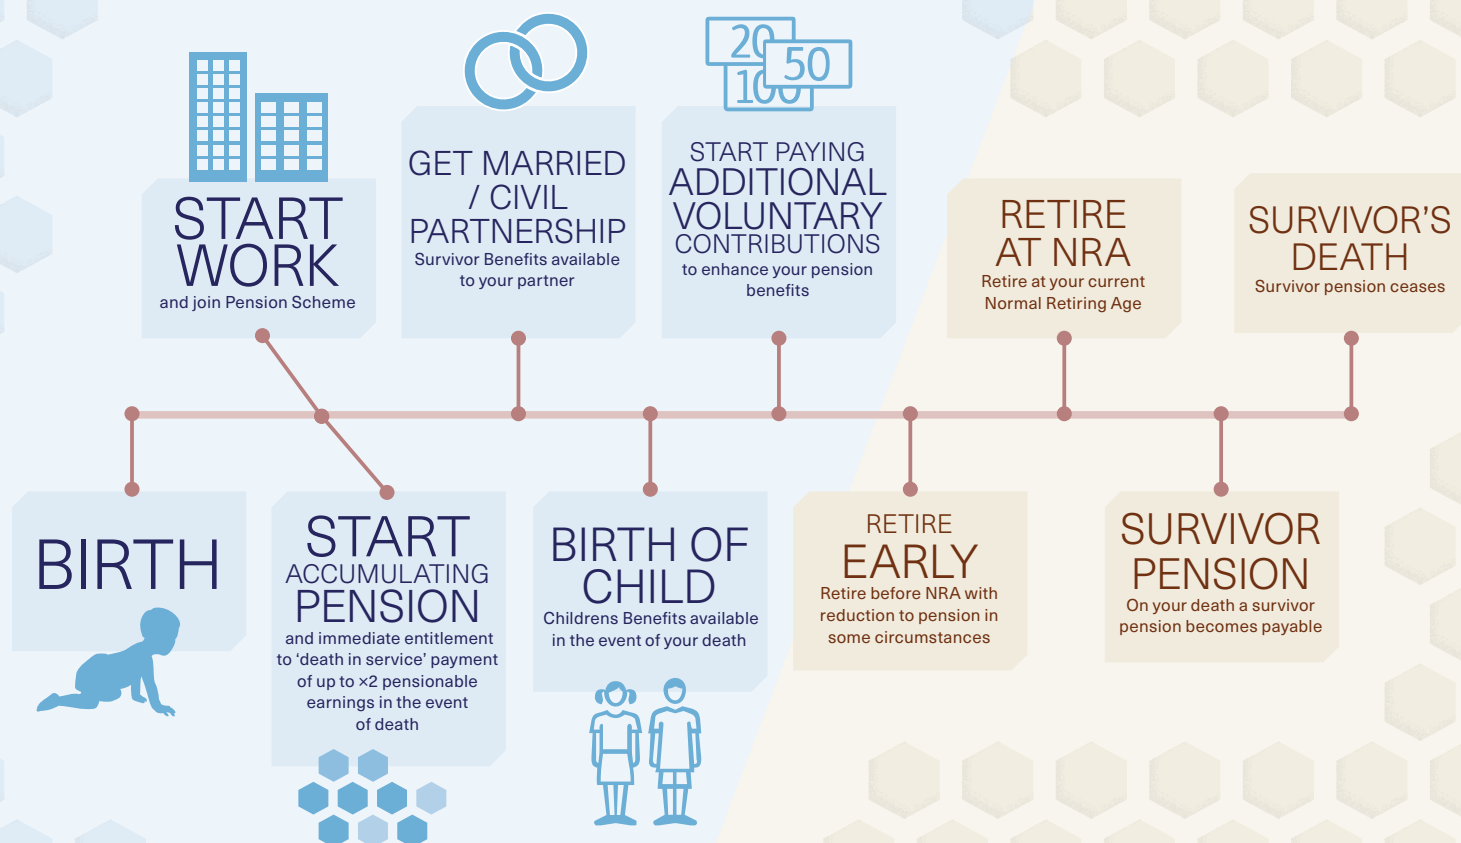 20
50
100
START
WORK
and join Pension Scheme
GET MARRIED
/ CIVIL
PARTNERSHIP
Survivor Benefits available
to your partner
START PAYING
ADDITIONAL
VOLUNTARY
CONTRIBUTIONS
to enhance your pension
benefits
RETIRE
AT NRA
Retire at your current
Normal Retiring Age
SURVIVOR’S
DEATH
Survivor pension ceases
BIRTH
START
ACCUMULATING
PENSION
and immediate entitlement
to ‘death in service’ payment
of up to ×2 pensionable
earnings in the event
of death
BIRTH OF
CHILD
Childrens Benefits available
in the event of your death
RETIRE
EARLY
Retire before NRA with
reduction to pension in
some circumstances
SURVIVOR
PENSION
On your death a survivor
pension becomes payable